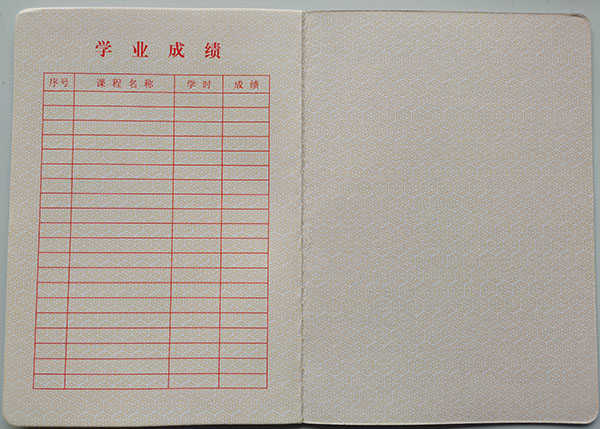 学业成绩
序号 课程名称 学时 成绩